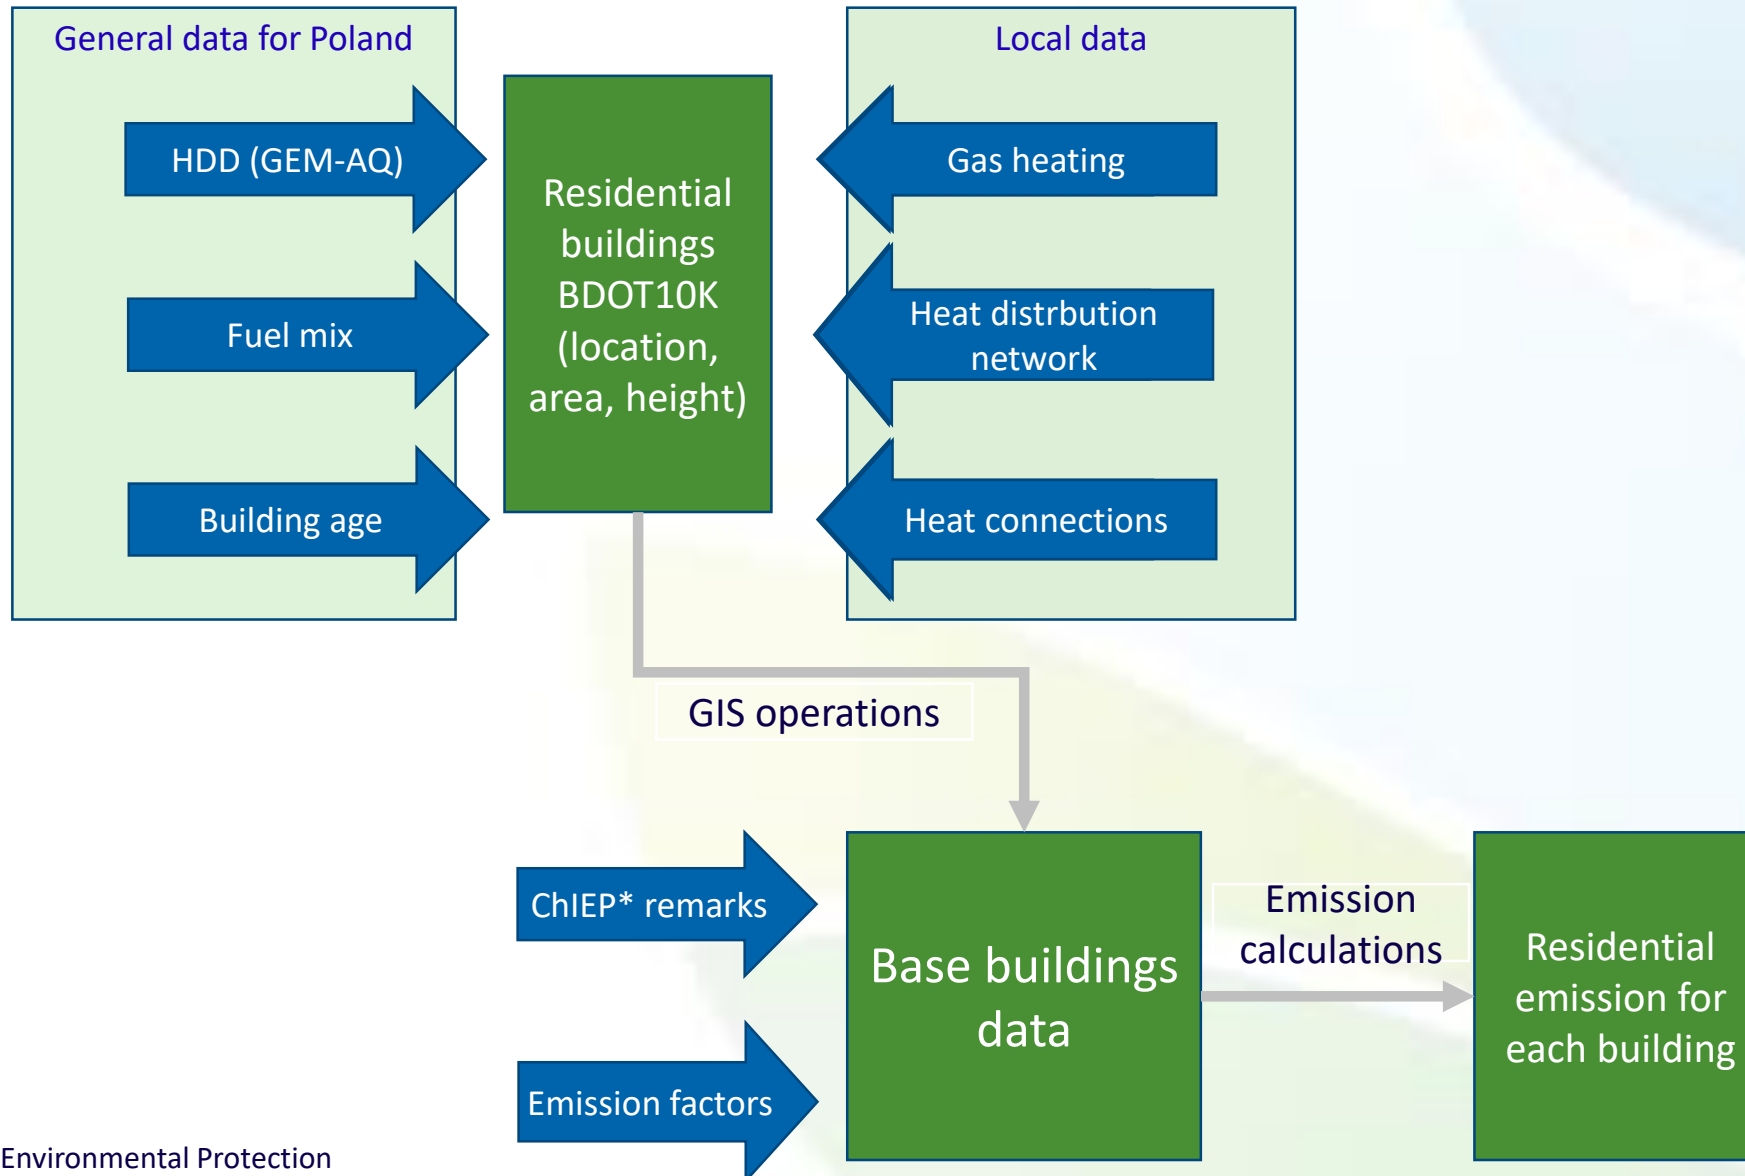 General data for Poland
HDD (GEM-AQ)
Fuel mix
Building age
Residential
buildings
BDOT10K
(location,
area, height)
Local data
Gas heating
Heat distrbution
network
Heat connections
GIS operations
ChIEP* remarks
Emission factors
Base buildings
data
Emission
calculations
Residential
emission for
each building
Environmental Protection